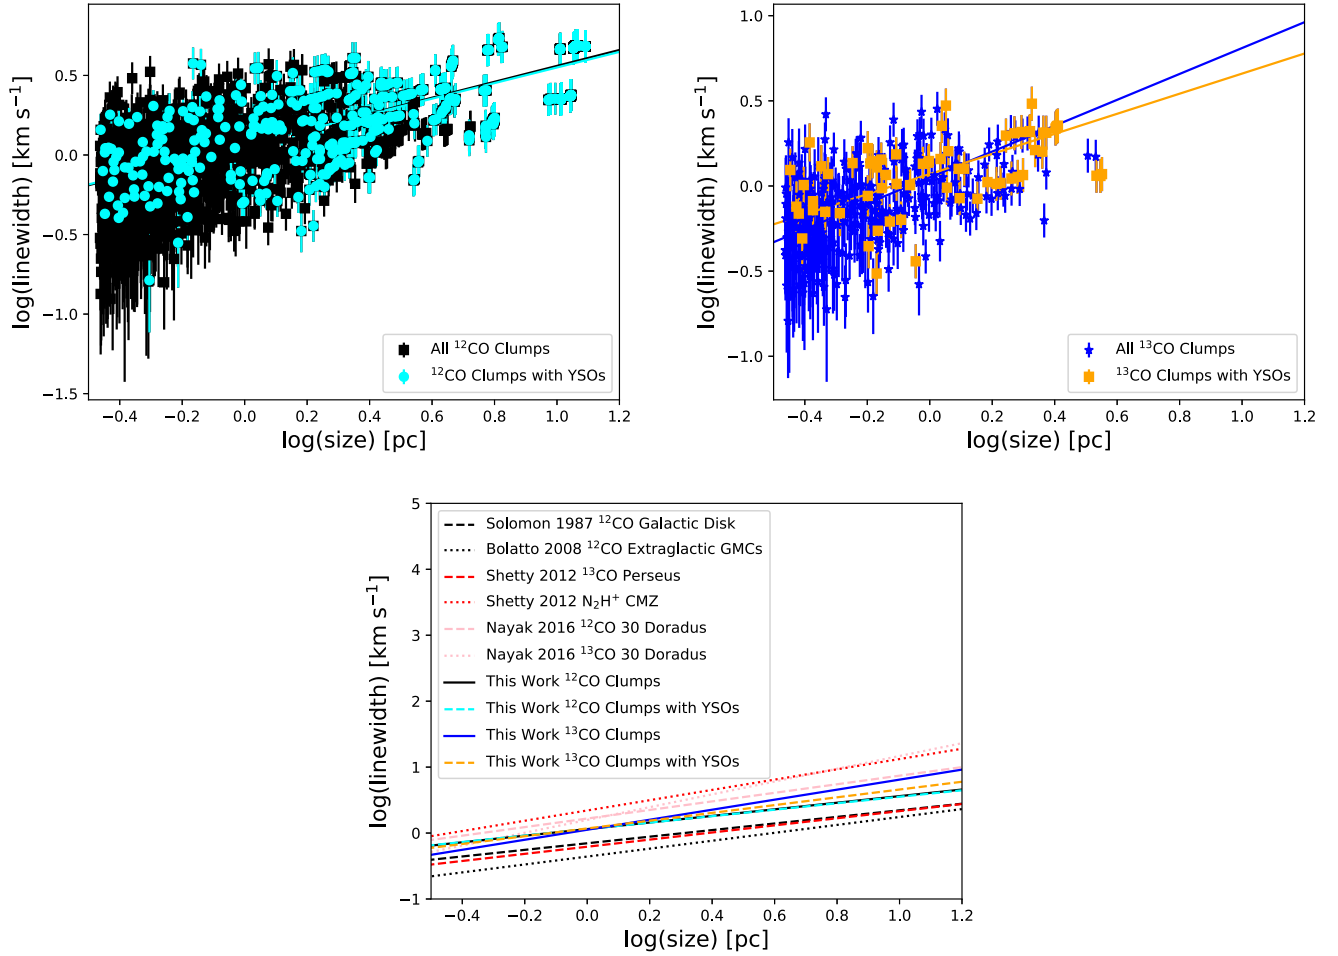 0.5
0.0
−0.5
−1.0
−1.5
log(linewidth) [km s⁻¹]
All ¹²CO Clumps
¹²CO Clumps with YSOs
−0.4 −0.2 0.0 0.2 0.4 0.6 0.8 1.0 1.2
log(size) [pc]
1.0
0.5
0.0
−0.5
−1.0
log(linewidth) [km s⁻¹]
All ¹³CO Clumps
¹³CO Clumps with YSOs
−0.4 −0.2 0.0 0.2 0.4 0.6 0.8 1.0 1.2
log(size) [pc]
5
4
3
2
1
0
−1
log(linewidth) [km s⁻¹]
Solomon 1987 ¹²CO Galactic Disk
Bolatto 2008 ¹²CO Extraglactic GMCs
Shetty 2012 ¹³CO Perseus
Shetty 2012 N₂H⁺ CMZ
Nayak 2016 ¹²CO 30 Doradus
Nayak 2016 ¹³CO 30 Doradus
This Work ¹²CO Clumps
This Work ¹²CO Clumps with YSOs
This Work ¹³CO Clumps
This Work ¹³CO Clumps with YSOs
−0.4 −0.2 0.0 0.2 0.4 0.6 0.8 1.0 1.2
log(size) [pc]